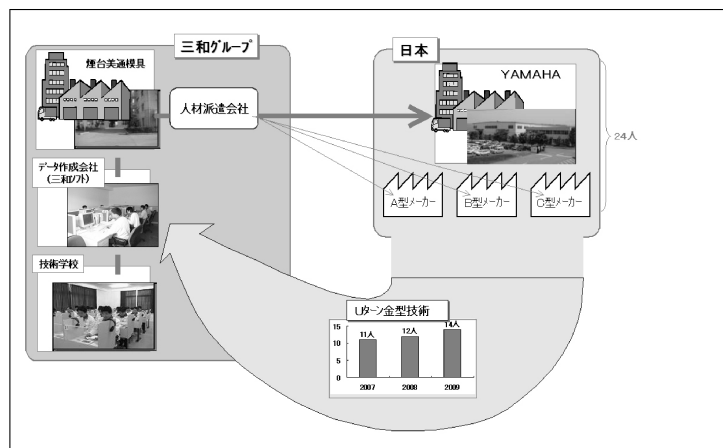 三和グループ
煙台美通模具
人材派遣会社
データ作成会社
(三和ソフト)
技術学校
日本
YAMAHA
A型メーカー
B型メーカー
C型メーカー
24人
Uターン金型技術
15
10
5
0
11人
12人
14人
2007
2008
2009